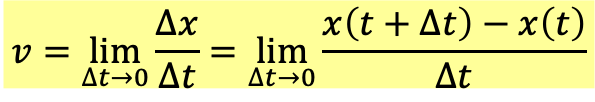 v = lim_{Δt→0} Δx/Δt = lim_{Δt→0} (x(t + Δt) − x(t))/Δt